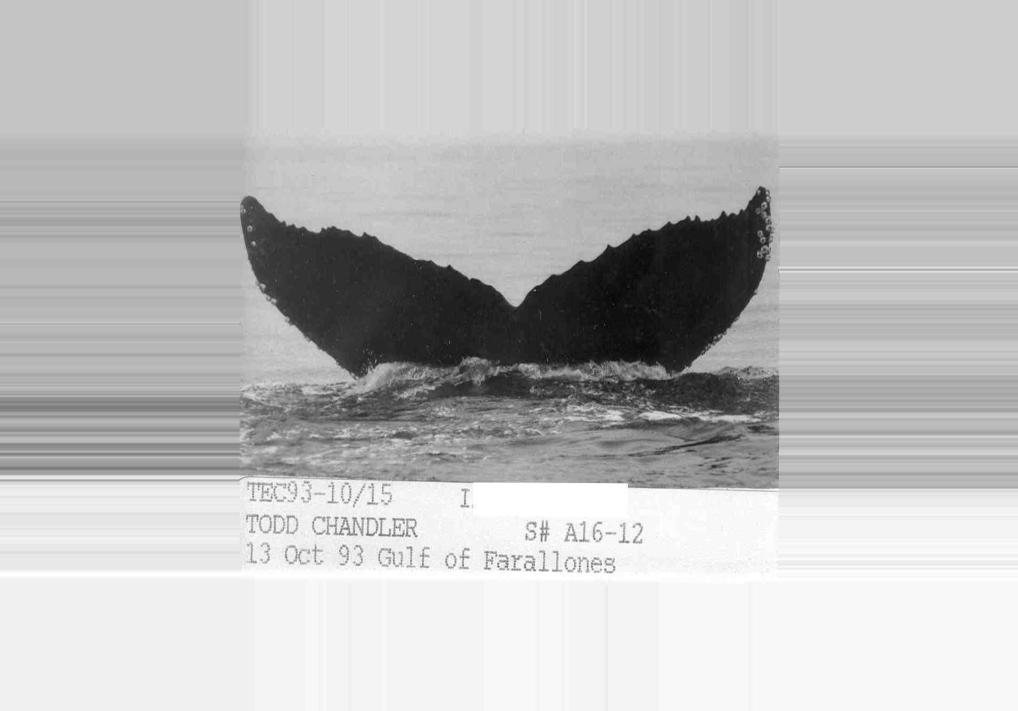 TEC93-10/15 I
TODD CHANDLER S# A16-12
13 Oct 93 Gulf of Farallones